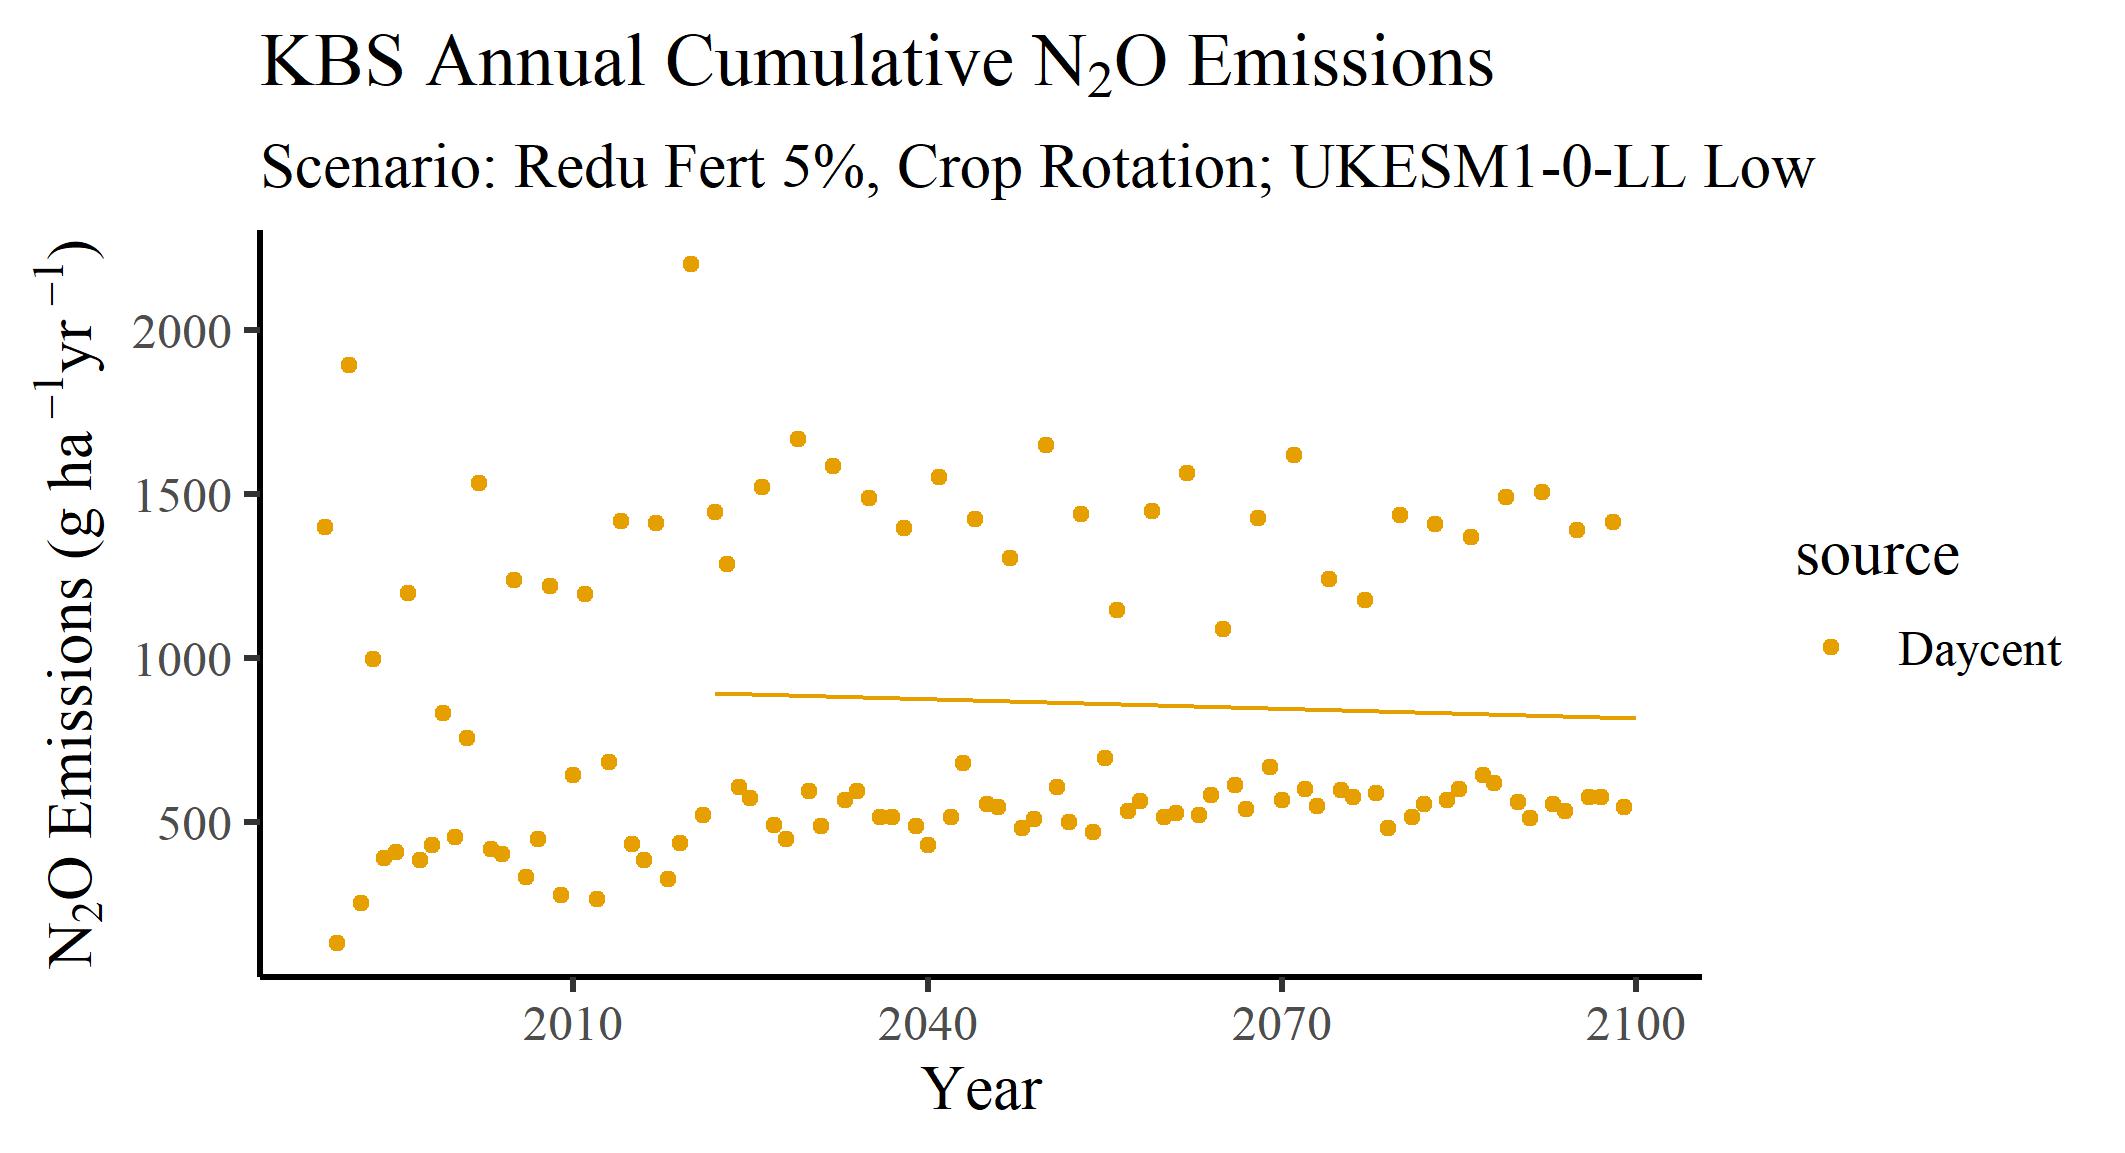 KBS Annual Cumulative N₂O Emissions
Scenario: Redu Fert 5%, Crop Rotation; UKESM1-0-LL Low
N₂O Emissions (g ha⁻¹yr⁻¹)
2000
1500
1000
500
2010 2040 2070 2100
Year
source
Daycent